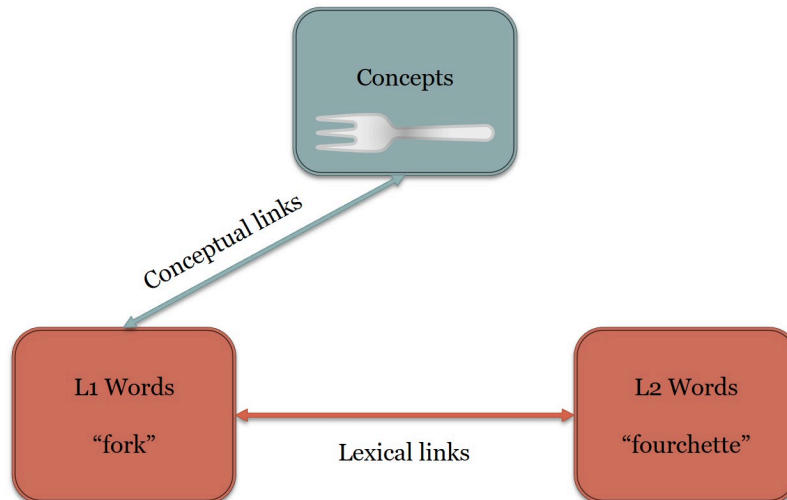 Concepts
Conceptual links
L1 Words
“fork”
Lexical links
L2 Words
“fourchette”